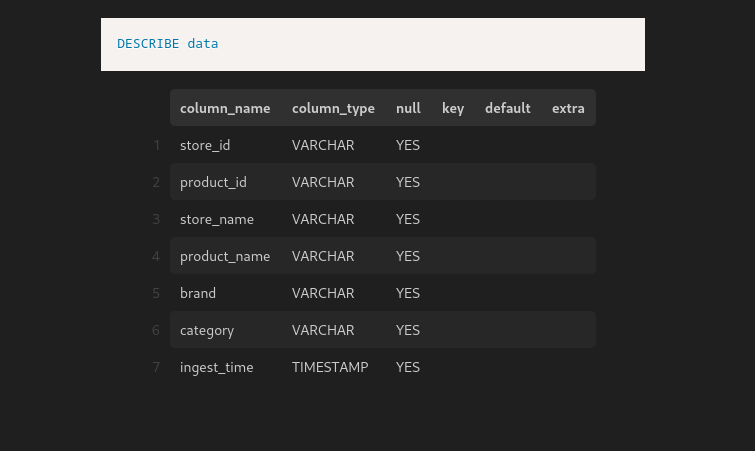 DESCRIBE data
column_name column_type null key default extra
1 store_id VARCHAR YES
2 product_id VARCHAR YES
3 store_name VARCHAR YES
4 product_name VARCHAR YES
5 brand VARCHAR YES
6 category VARCHAR YES
7 ingest_time TIMESTAMP YES